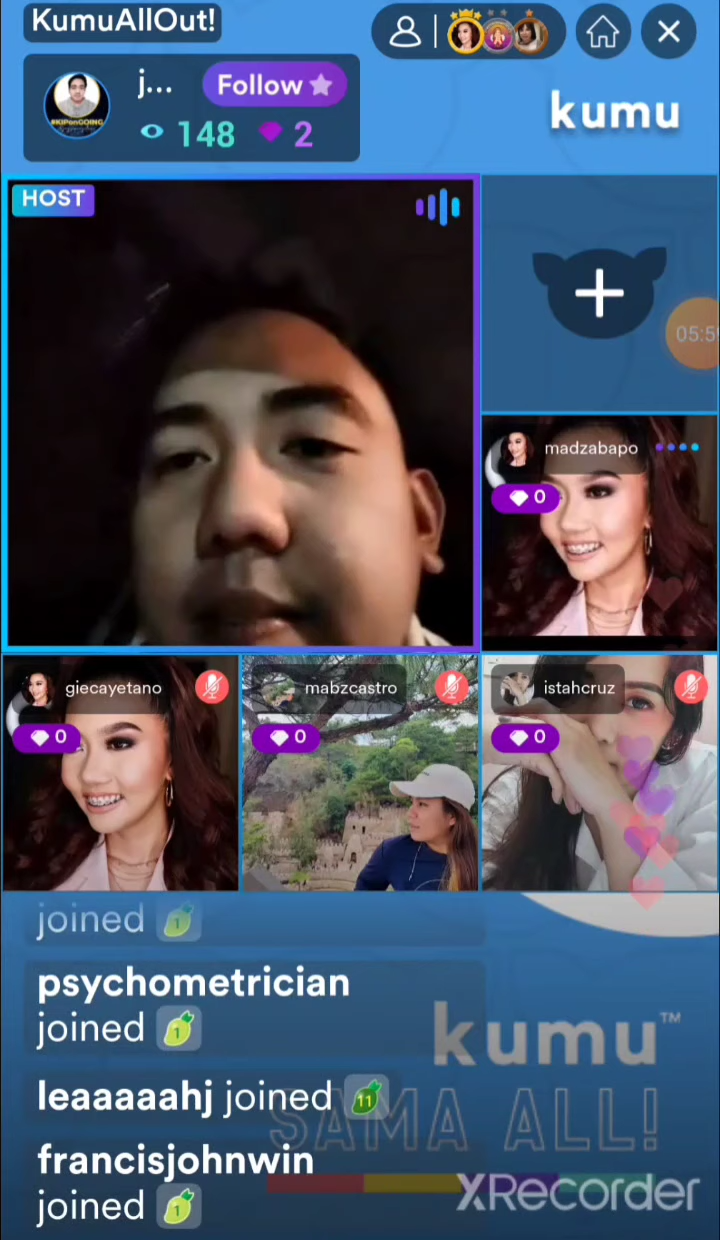 KumuAllOut!
j...
Follow
148 2
kumu
HOST
05:5
madzabapo
0
giecayetano
0
mabzcastro
0
istahcruz
0
joined 1
psychometrician
joined 1
leaaaaahj joined 11
francisjohnwin
joined 1
kumu™
SAMA ALL!
XRecorder